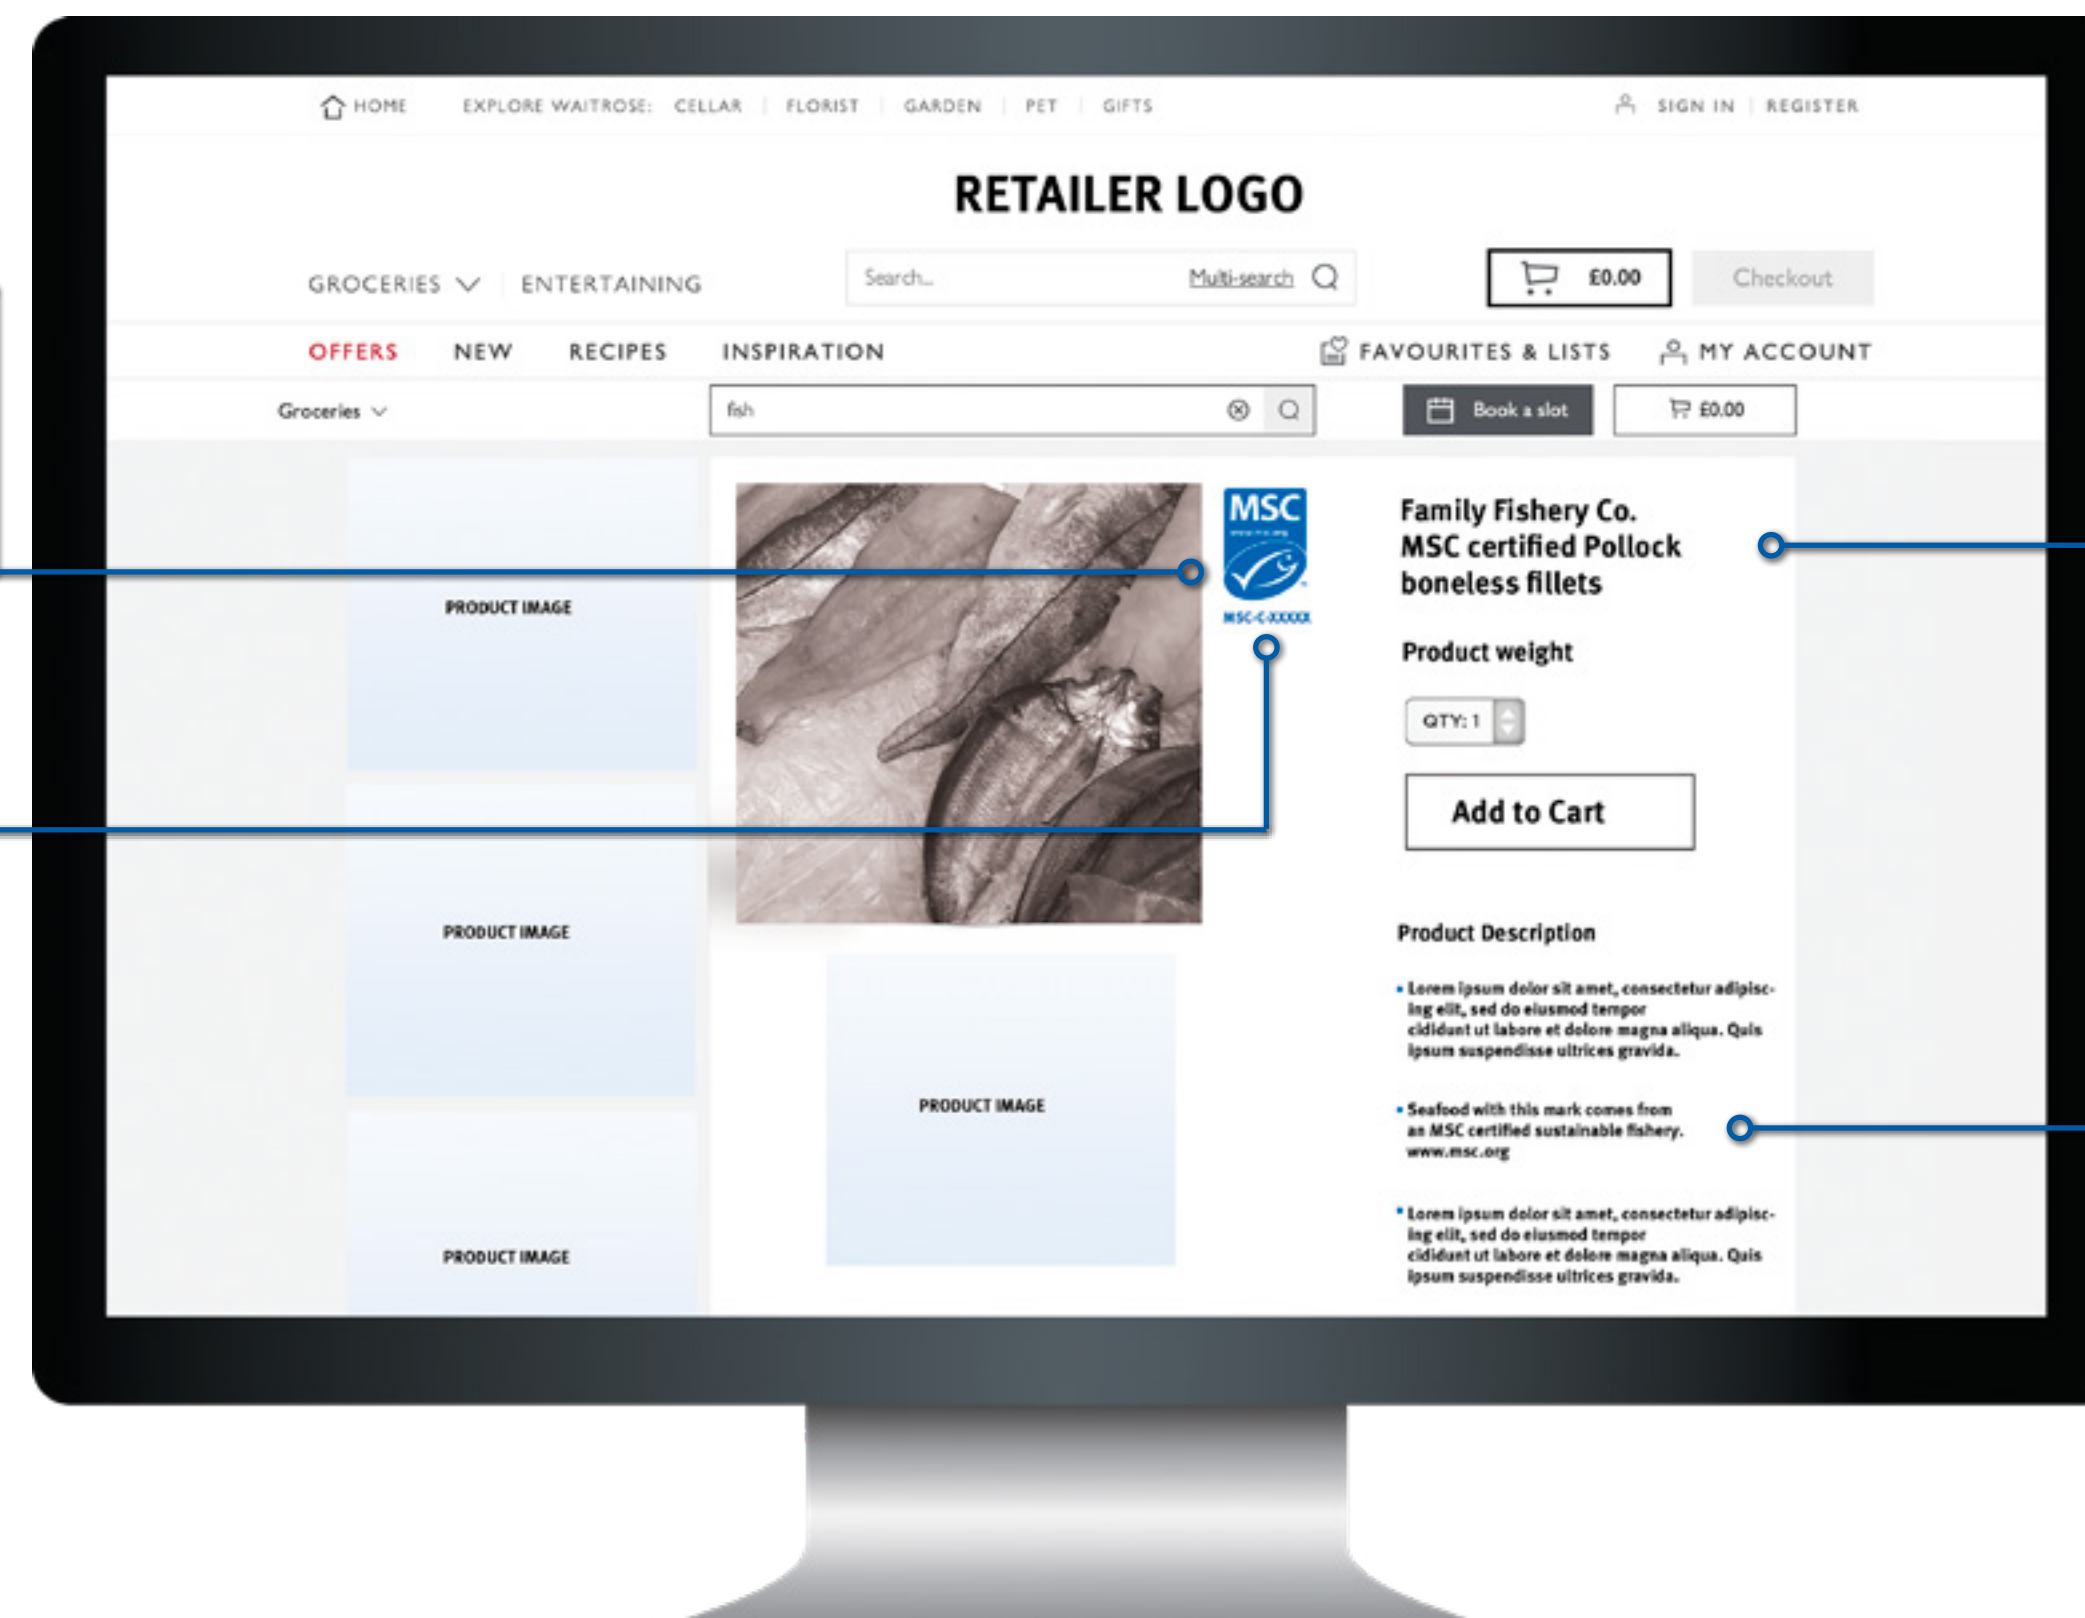 HOME EXPLORE WAITROSE: CELLAR FLORIST GARDEN PET GIFTS SIGN IN REGISTER
RETAILER LOGO
GROCERIES ENTERTAINING Search... Multi-search £0.00 Checkout
OFFERS NEW RECIPES INSPIRATION FAVOURITES & LISTS MY ACCOUNT
Groceries fish Book a slot £0.00
PRODUCT IMAGE
PRODUCT IMAGE
PRODUCT IMAGE
MSC
www.msc.org
MSC-C-XXXXX
PRODUCT IMAGE
Family Fishery Co.
MSC certified Pollock
boneless fillets
Product weight
QTY: 1
Add to Cart
Product Description
Lorem ipsum dolor sit amet, consectetur adipisc-
ing elit, sed do eiusmod tempor
cididunt ut labore et dolore magna aliqua. Quis
ipsum suspendisse ultrices gravida.
Seafood with this mark comes from
an MSC certified sustainable fishery.
www.msc.org
Lorem ipsum dolor sit amet, consectetur adipisc-
ing elit, sed do eiusmod tempor
cididunt ut labore et dolore magna aliqua. Quis
ipsum suspendisse ultrices gravida.